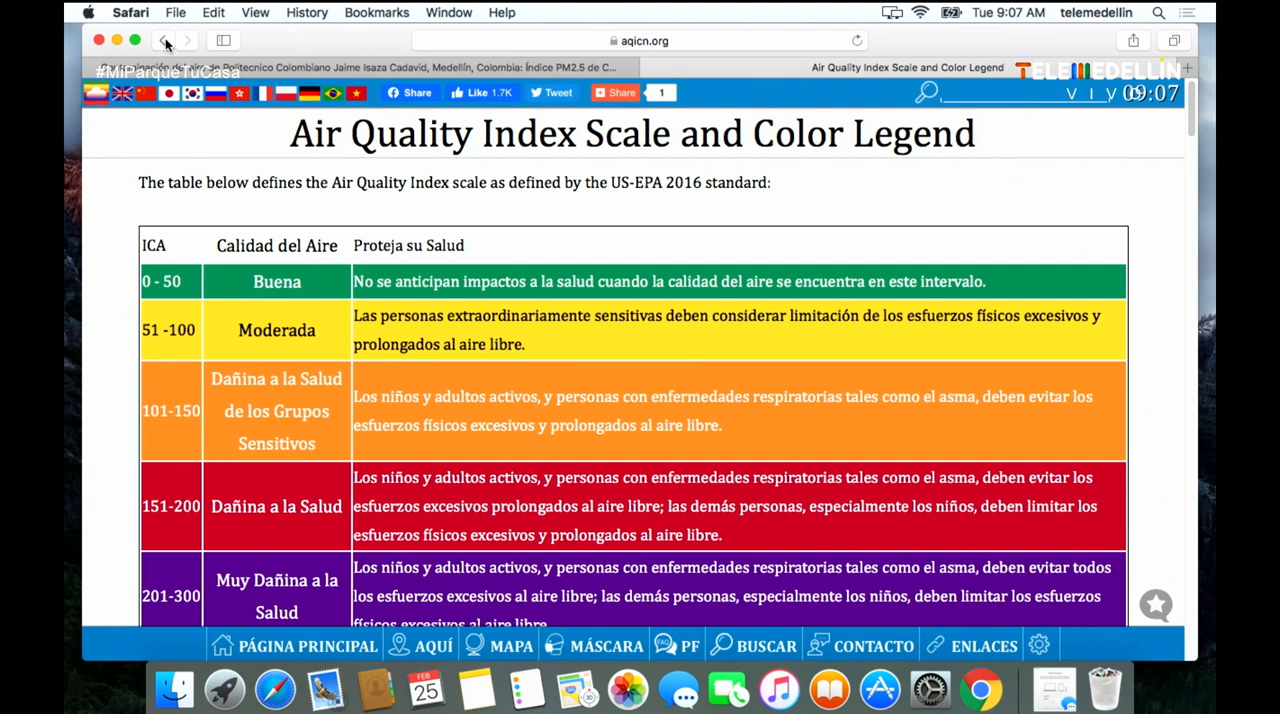 Safari File Edit View History Bookmarks Window Help Tue 9:07 AM telemedellin
aqicn.org
de Politecnico Colombiano Jaime Isaza Cadavid, Medellín, Colombia: Índice PM2.5 de C...
Air Quality Index Scale and Color Legend
#MiParqueTuCasa
TELEMEDELLÍN
Share Like 1.7K Tweet Share 1
09:07
Air Quality Index Scale and Color Legend
The table below defines the Air Quality Index scale as defined by the US-EPA 2016 standard:
ICA Calidad del Aire Proteja su Salud
0 - 50 Buena No se anticipan impactos a la salud cuando la calidad del aire se encuentra en este intervalo.
51 -100 Moderada Las personas extraordinariamente sensitivas deben considerar limitación de los esfuerzos físicos excesivos y
prolongados al aire libre.
Dañina a la Salud
de los Grupos
Sensitivos
101-150
Los niños y adultos activos, y personas con enfermedades respiratorias tales como el asma, deben evitar los
esfuerzos físicos excesivos y prolongados al aire libre.
151-200 Dañina a la Salud
Los niños y adultos activos, y personas con enfermedades respiratorias tales como el asma, deben evitar los
esfuerzos excesivos prolongados al aire libre; las demás personas, especialmente los niños, deben limitar los
esfuerzos físicos excesivos y prolongados al aire libre.
201-300
Muy Dañina a la
Salud
Los niños y adultos activos, y personas con enfermedades respiratorias tales como el asma, deben evitar todos
los esfuerzos excesivos al aire libre; las demás personas, especialmente los niños, deben limitar los esfuerzos
físicos excesivos al aire libre.
PÁGINA PRINCIPAL AQUÍ MAPA MÁSCARA FAQ PF BUSCAR CONTACTO ENLACES
FEB
25